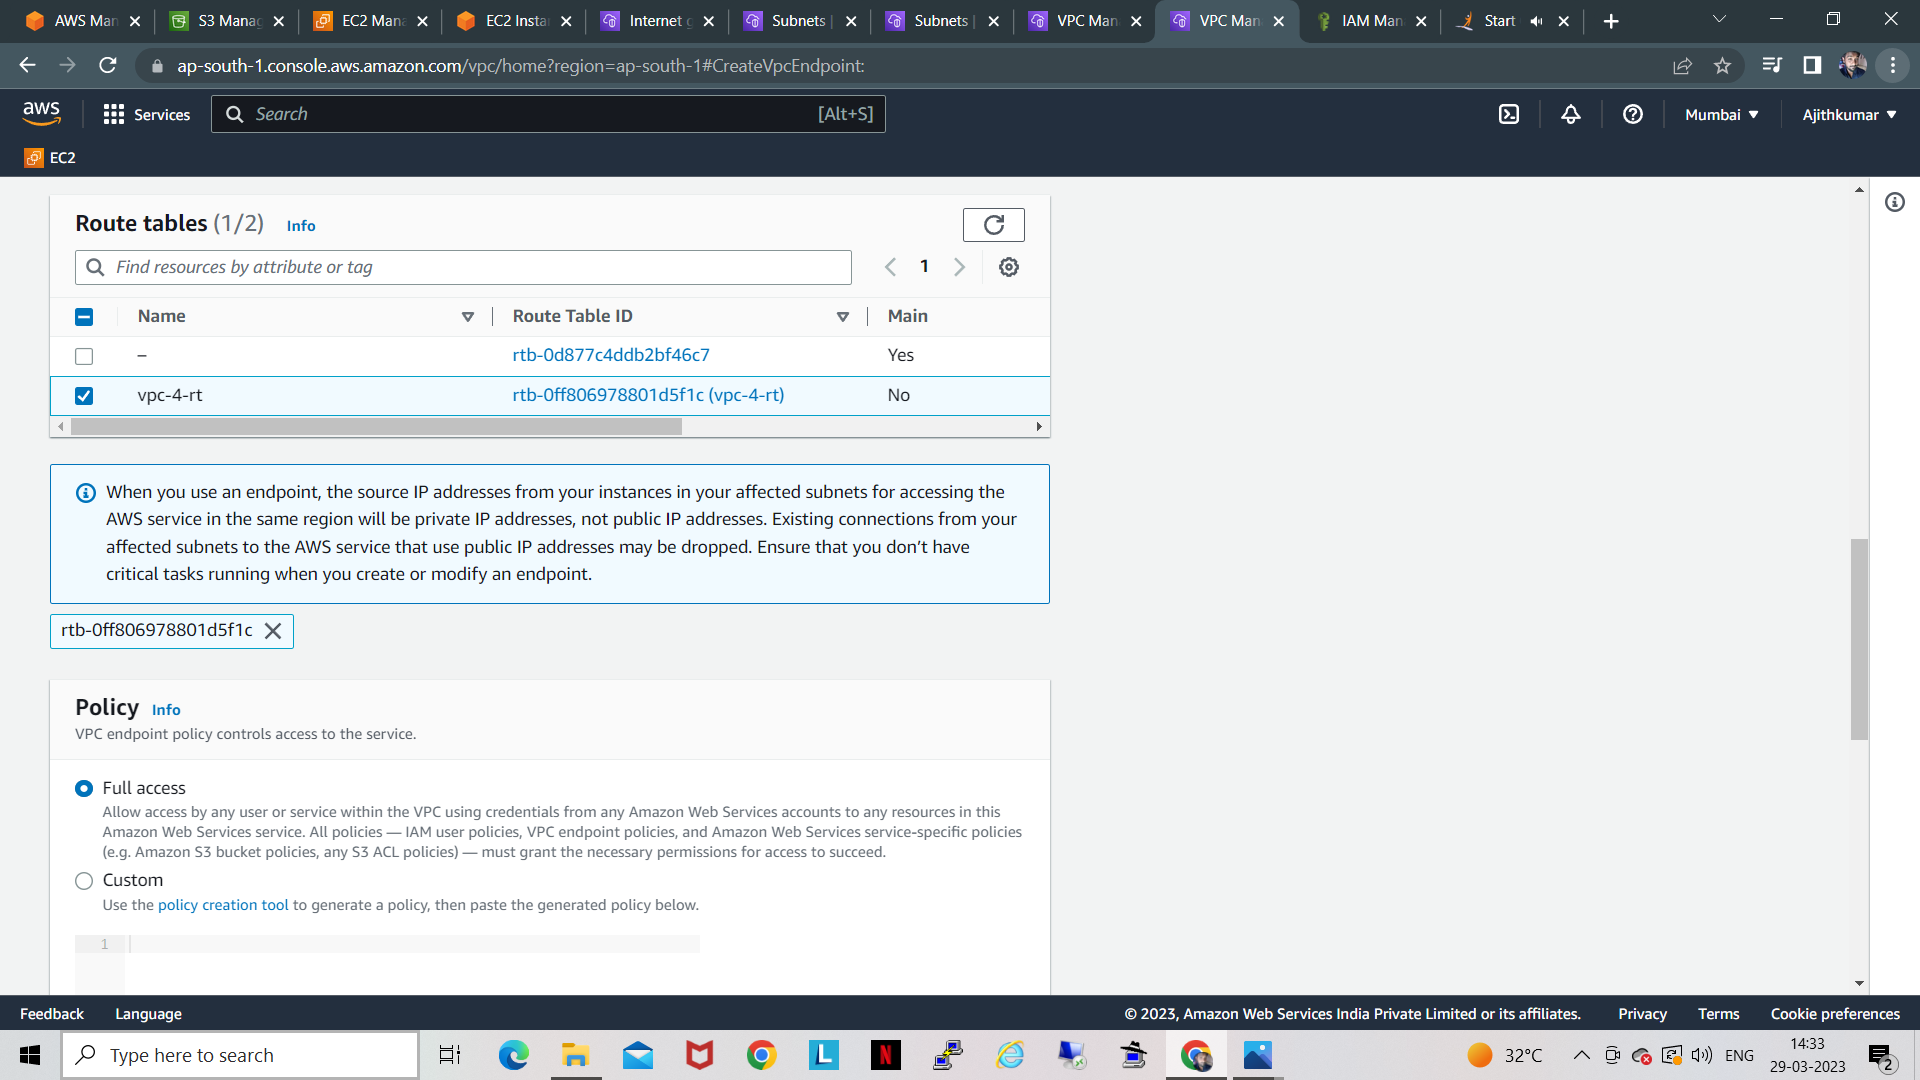 AWS Man
S3 Manag
EC2 Mana
EC2 Insta
Internet g
Subnets |
Subnets |
VPC Man
VPC Man
IAM Man
Start
ap-south-1.console.aws.amazon.com/vpc/home?region=ap-south-1#CreateVpcEndpoint:
aws
Services
Search
[Alt+S]
Mumbai
Ajithkumar
EC2
Route tables (1/2) Info
Find resources by attribute or tag
1
Name Route Table ID Main
– rtb-0d877c4ddb2bf46c7 Yes
vpc-4-rt rtb-0ff806978801d5f1c (vpc-4-rt) No
When you use an endpoint, the source IP addresses from your instances in your affected subnets for accessing the
AWS service in the same region will be private IP addresses, not public IP addresses. Existing connections from your
affected subnets to the AWS service that use public IP addresses may be dropped. Ensure that you don’t have
critical tasks running when you create or modify an endpoint.
rtb-0ff806978801d5f1c
Policy Info
VPC endpoint policy controls access to the service.
Full access
Allow access by any user or service within the VPC using credentials from any Amazon Web Services accounts to any resources in this
Amazon Web Services service. All policies — IAM user policies, VPC endpoint policies, and Amazon Web Services service-specific policies
(e.g. Amazon S3 bucket policies, any S3 ACL policies) — must grant the necessary permissions for access to succeed.
Custom
Use the policy creation tool to generate a policy, then paste the generated policy below.
1
Feedback Language © 2023, Amazon Web Services India Private Limited or its affiliates. Privacy Terms Cookie preferences
Type here to search
L
N
32°C
ENG
14:33
29-03-2023
2